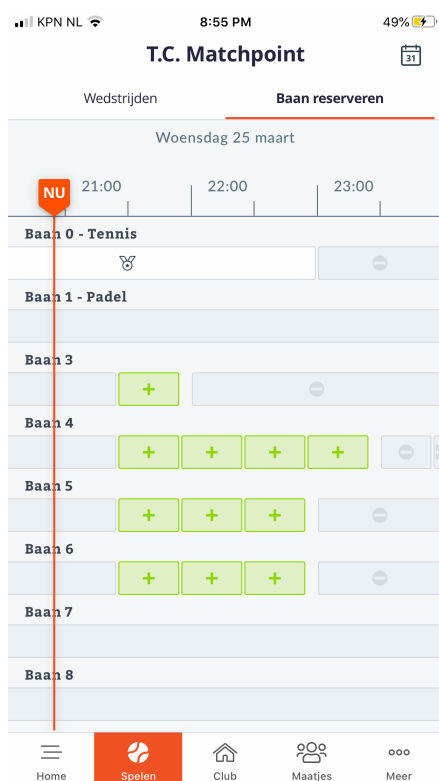 KPN NL 8:55 PM 49%
T.C. Matchpoint
31
Wedstrijden Baan reserveren
Woensdag 25 maart
NU 21:00 22:00 23:00
Baan 0 - Tennis
Baan 1 - Padel
Baan 3
Baan 4
Baan 5
Baan 6
Baan 7
Baan 8
Home Spelen Club Maatjes Meer